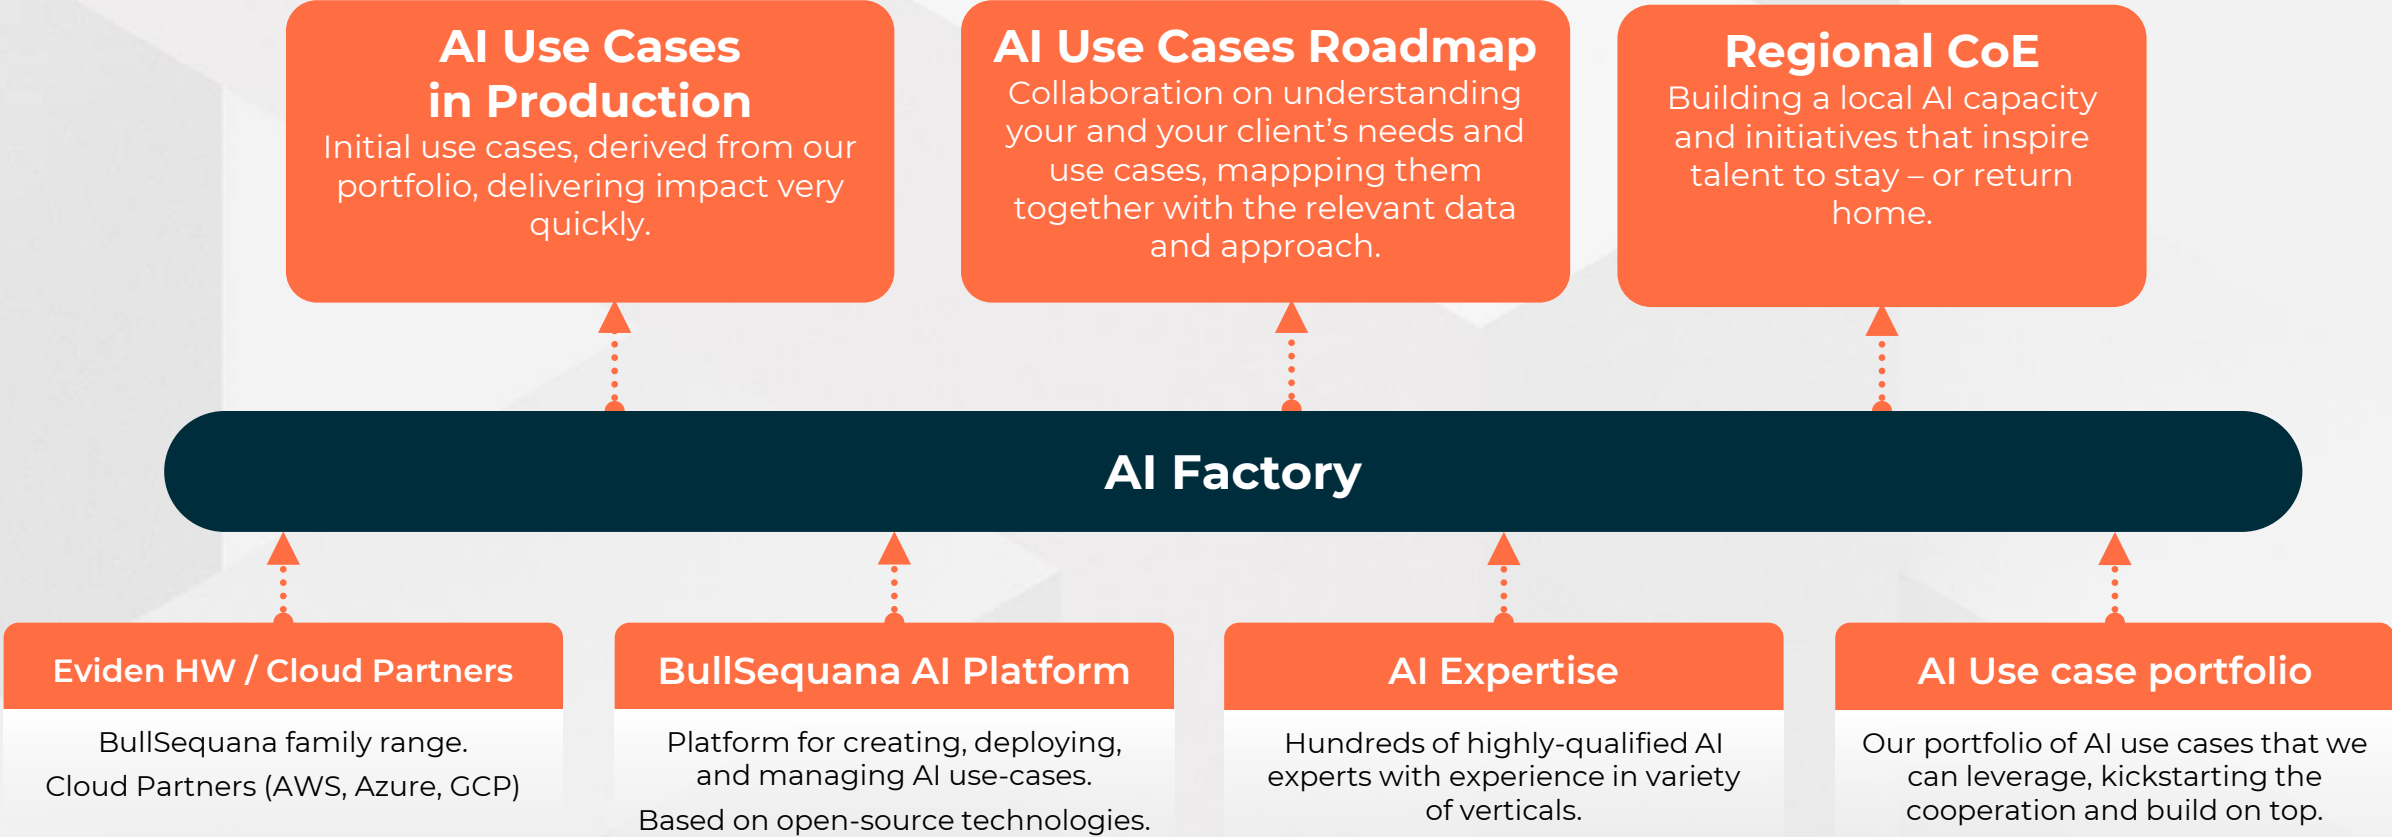 AI Use Cases
in Production
Initial use cases, derived from our
portfolio, delivering impact very
quickly.
AI Use Cases Roadmap
Collaboration on understanding
your and your client’s needs and
use cases, mappping them
together with the relevant data
and approach.
Regional CoE
Building a local AI capacity
and initiatives that inspire
talent to stay – or return
home.
AI Factory
Eviden HW / Cloud Partners
BullSequana family range.
Cloud Partners (AWS, Azure, GCP)
BullSequana AI Platform
Platform for creating, deploying,
and managing AI use-cases.
Based on open-source technologies.
AI Expertise
Hundreds of highly-qualified AI
experts with experience in variety
of verticals.
AI Use case portfolio
Our portfolio of AI use cases that we
can leverage, kickstarting the
cooperation and build on top.